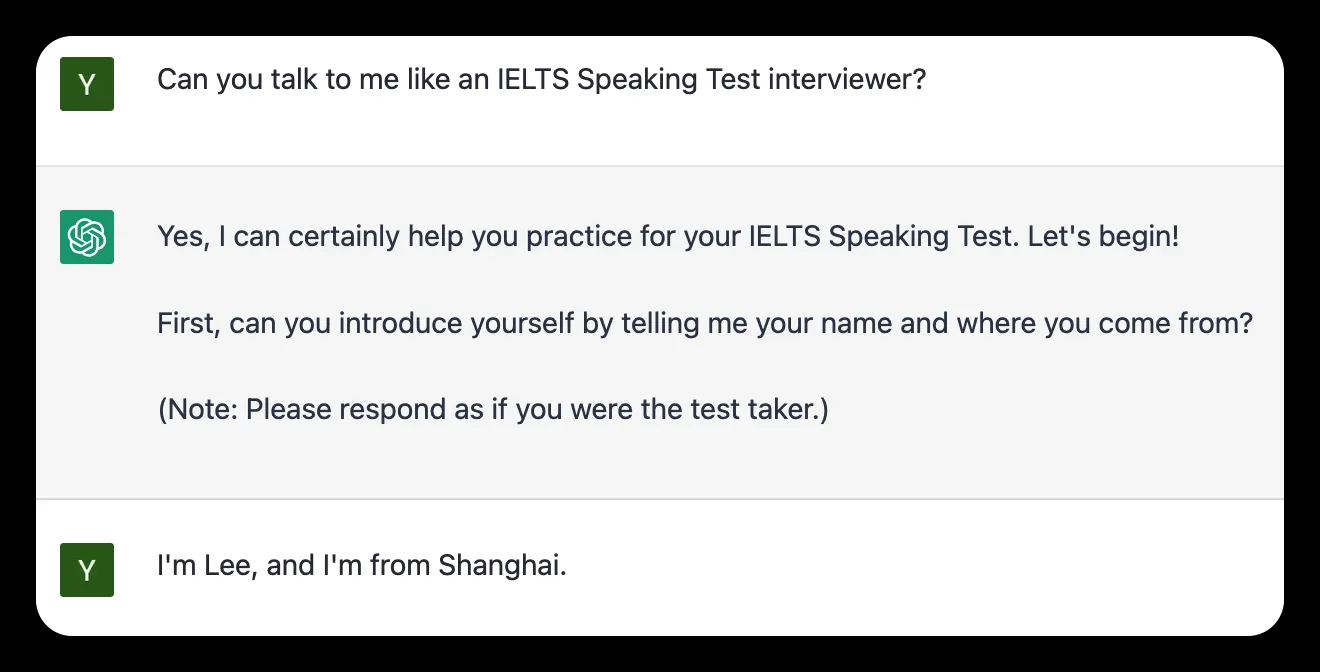 Y
Can you talk to me like an IELTS Speaking Test interviewer?
Yes, I can certainly help you practice for your IELTS Speaking Test. Let's begin!
First, can you introduce yourself by telling me your name and where you come from?
(Note: Please respond as if you were the test taker.)
Y
I'm Lee, and I'm from Shanghai.